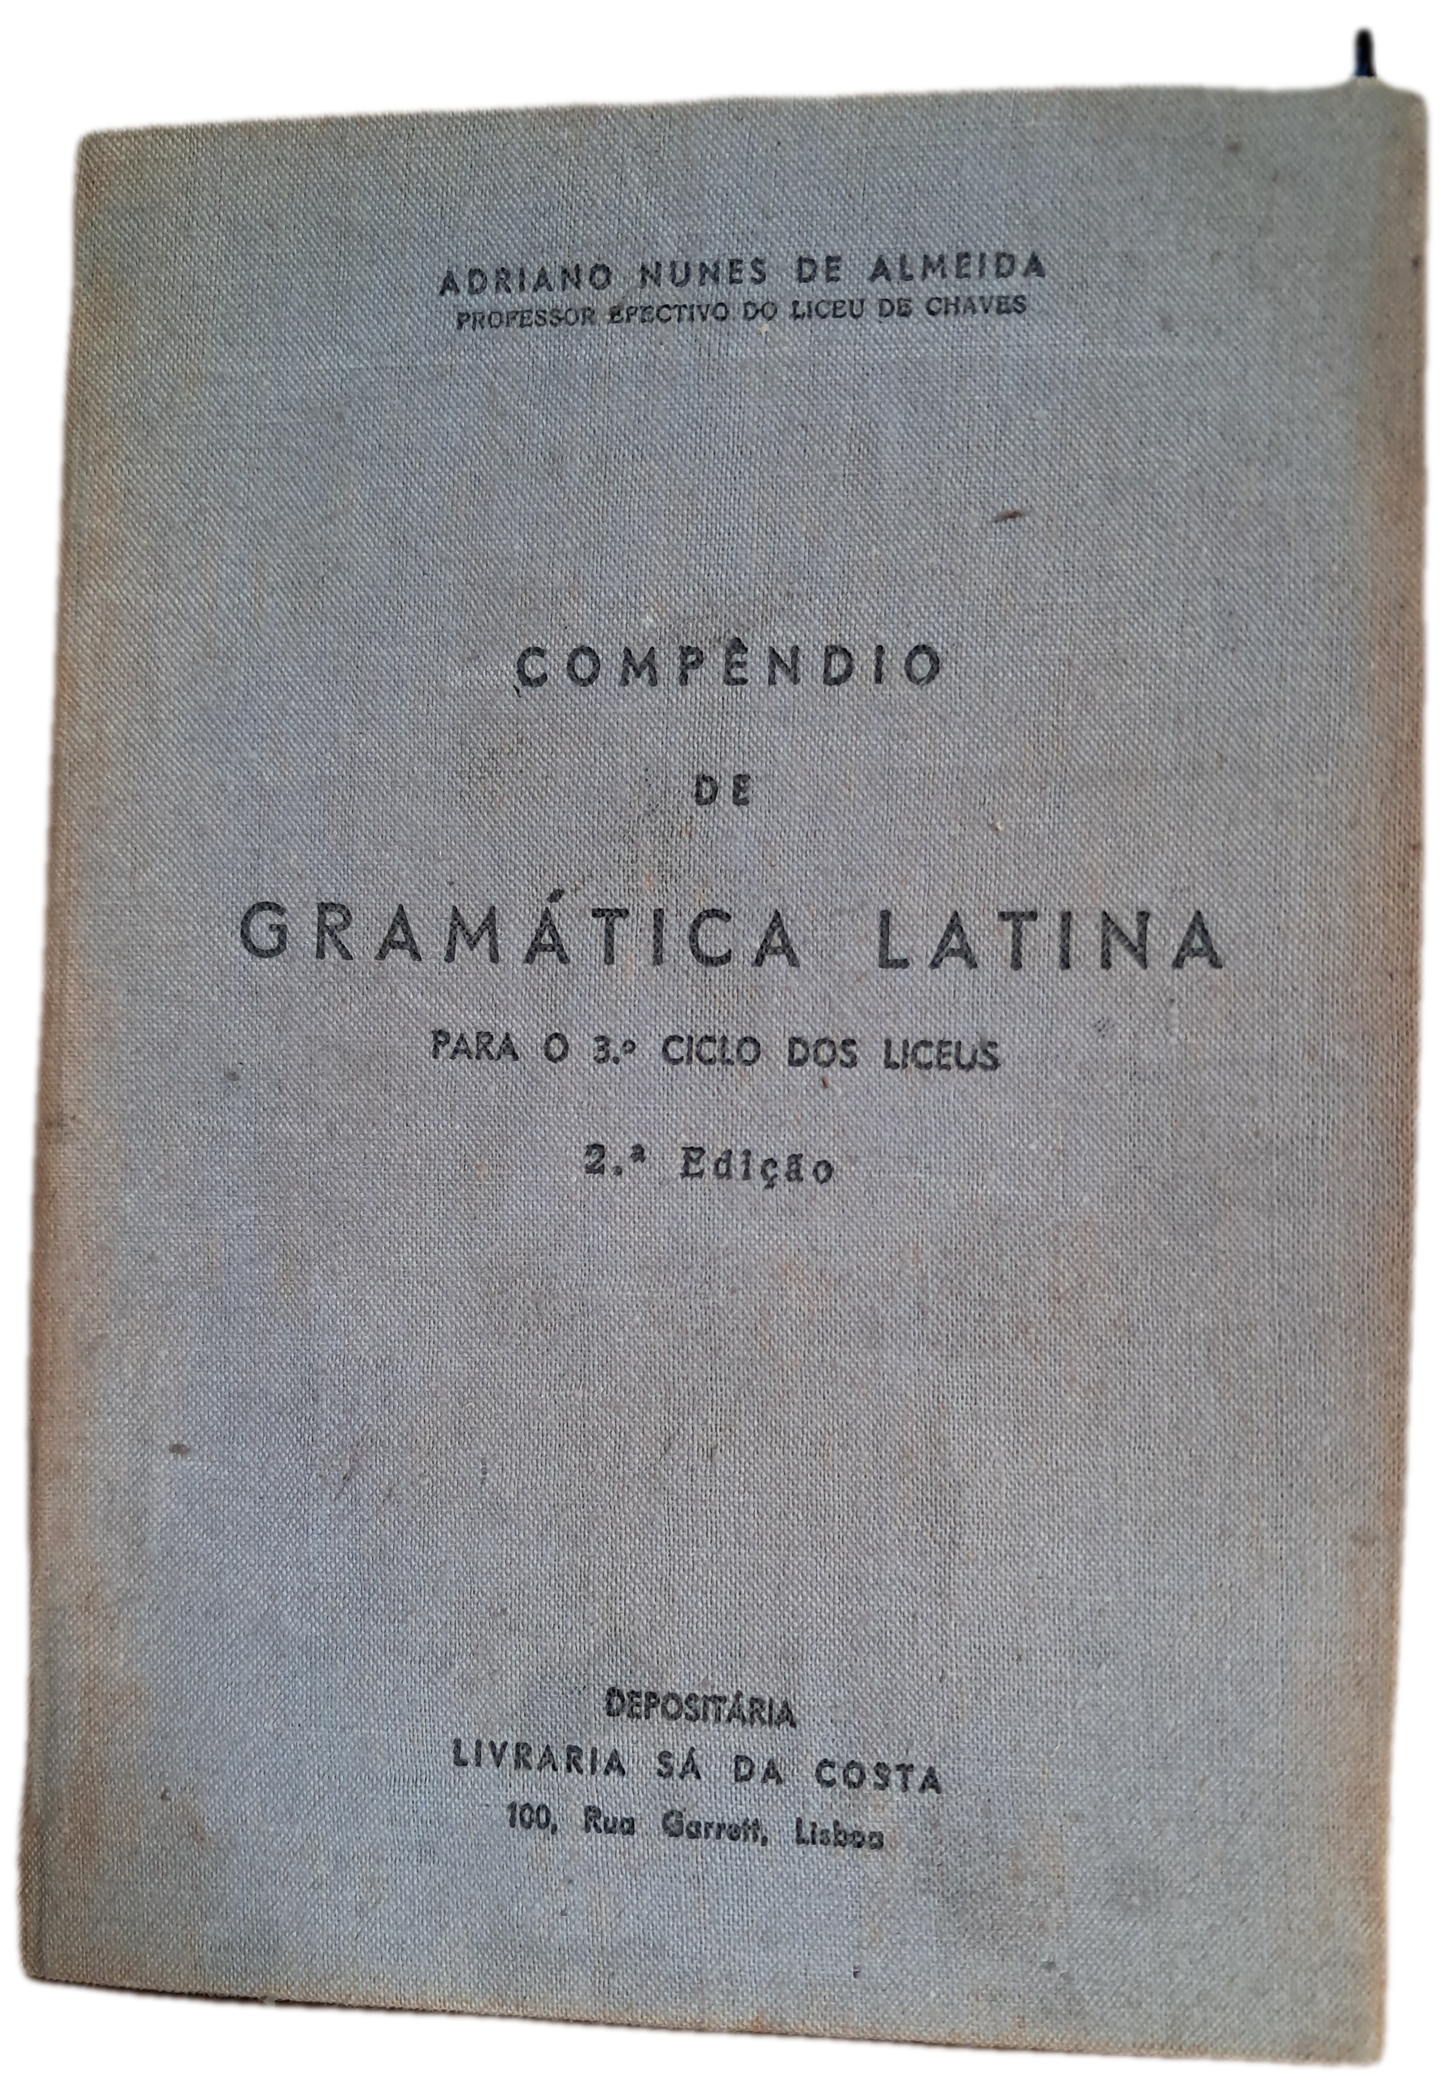 ADRIANO NUNES DE ALMEIDA
PROFESSOR EFECTIVO DO LICEU DE CHAVES
COMPÊNDIO
DE
GRAMÁTICA LATINA
PARA O 3.º CICLO DOS LICEUS
2.ª Edição
DEPOSITÁRIA
LIVRARIA SÁ DA COSTA
100, Rua Garrett, Lisboa